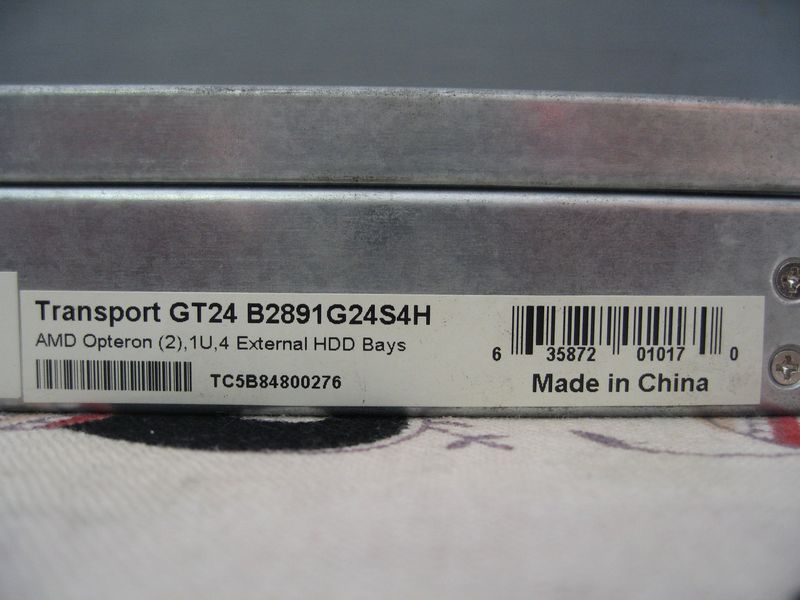 Transport GT24 B2891G24S4H
AMD Opteron (2),1U,4 External HDD Bays
TC5B84800276
6 35872 01017 0
Made in China